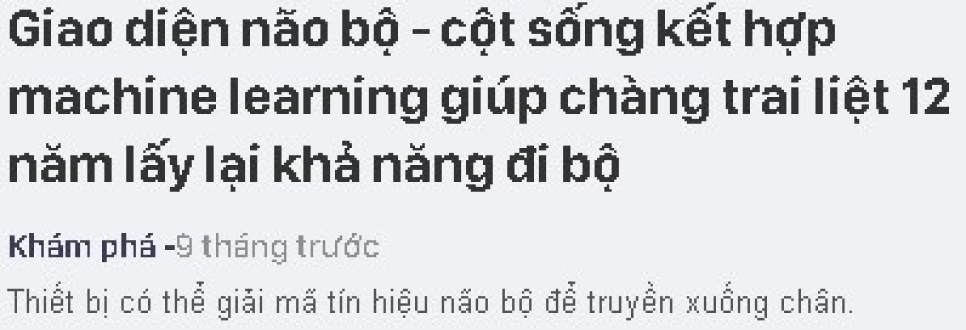 Giao diện não bộ - cột sống kết hợp
machine learning giúp chàng trai liệt 12
năm lấy lại khả năng đi bộ
Khám phá -9 tháng trước
Thiết bị có thể giải mã tín hiệu não bộ để truyền xuống chân.